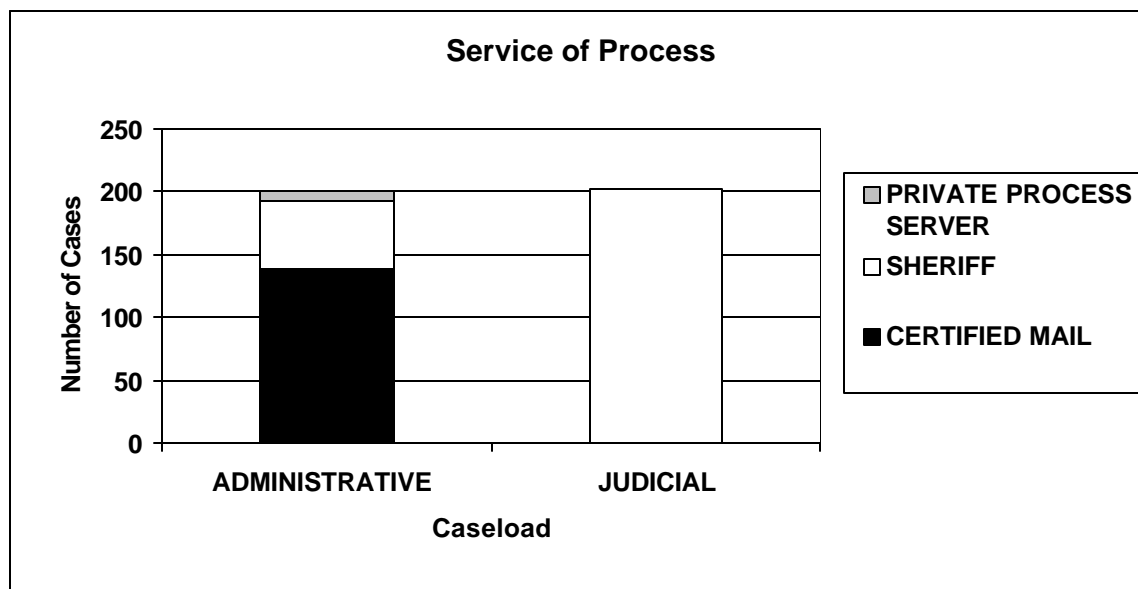 Service of Process
250
200
150
100
50
0
Number of Cases
ADMINISTRATIVE
JUDICIAL
Caseload
PRIVATE PROCESS
SERVER
SHERIFF
CERTIFIED MAIL